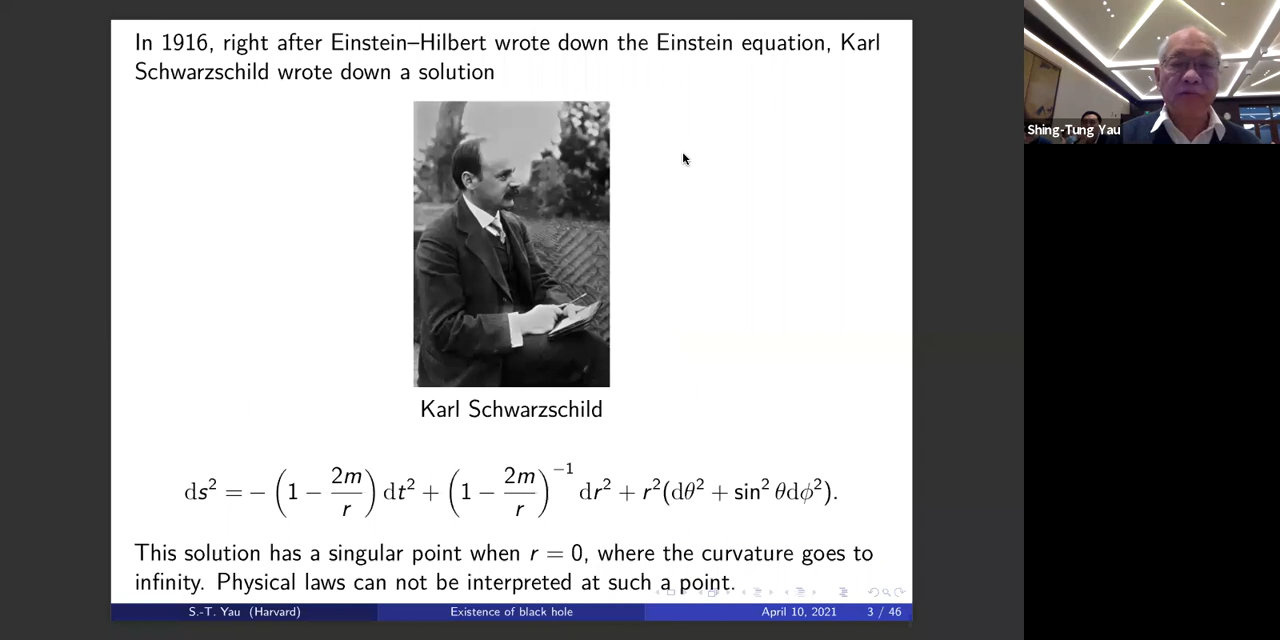 In 1916, right after Einstein–Hilbert wrote down the Einstein equation, Karl
Schwarzschild wrote down a solution
Karl Schwarzschild
ds² = −(1 − 2m/r) dt² + (1 − 2m/r)⁻¹ dr² + r²(dθ² + sin² θdϕ²).
This solution has a singular point when r = 0, where the curvature goes to
infinity. Physical laws can not be interpreted at such a point.
S.-T. Yau (Harvard) Existence of black hole April 10, 2021 3 / 46
Shing-Tung Yau